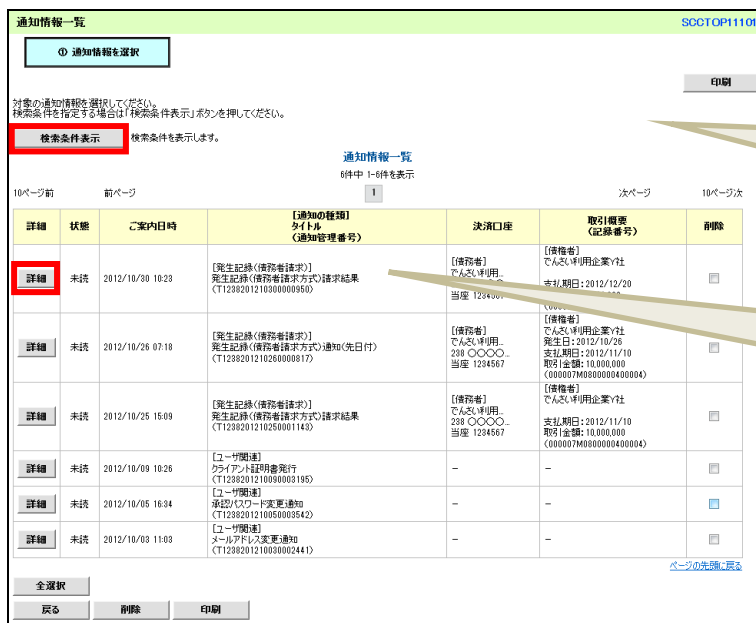 通知情報一覧 SCCTOP11101
① 通知情報を選択
印刷
対象の通知情報を選択してください。
検索条件を指定する場合は「検索条件表示」ボタンを押してください。
検索条件表示 検索条件を表示します。
通知情報一覧
6件中 1-6件を表示
10ページ前 前ページ 1 次ページ 10ページ次
詳細 状態 ご案内日時 [通知の種類] タイトル (通知管理番号) 決済口座 取引概要 (記録番号) 削除
[債権者]
[発生記録(債務者請求)] [債務者] でんさい利用企業Y社
詳細 未読 2012/10/30 10:23 発生記録(債務者請求方式)請求結果 でんさい利用... 支払期日:2012/12/20
(T1238201210300000950) 当座
[債務者] [債権者]
[発生記録(債務者請求)] でんさい利用... でんさい利用企業Y社
詳細 未読 2012/10/26 07:18 発生記録(債務者請求方式)通知(先日付) 238 〇〇〇〇... 発生日:2012/10/26
(T1238201210260000817) 当座 1234567 支払期日:2012/11/10
取引金額:10,000,000
(000007M0800000400004)
[債権者]
[発生記録(債務者請求)] [債務者] でんさい利用企業Y社
詳細 未読 2012/10/25 15:09 発生記録(債務者請求方式)請求結果 でんさい利用... 支払期日:2012/11/10
(T1238201210250001143) 238 〇〇〇〇... 取引金額:10,000,000
当座 1234567 (000007M0800000400004)
[ユーザ関連]
詳細 未読 2012/10/09 10:26 クライアント証明書発行 － －
(T1238201210090003195)
[ユーザ関連]
詳細 未読 2012/10/05 16:34 承認パスワード変更通知 － －
(T1238201210050003542)
[ユーザ関連]
詳細 未読 2012/10/03 11:03 メールアドレス変更通知 － －
(T1238201210030002441)
ページの先頭に戻る
全選択
戻る 削除 印刷